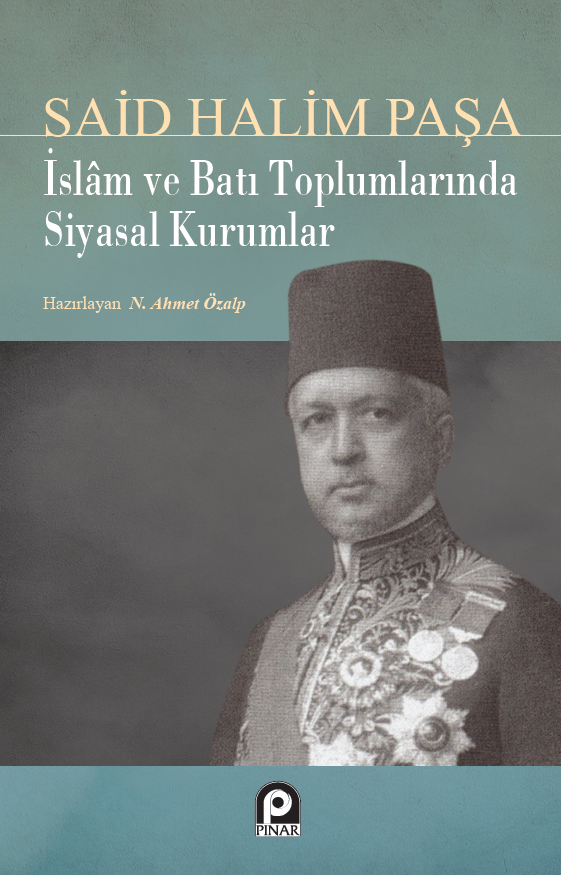 SAİD HALİM PAŞA
İslâm ve Batı Toplumlarında
Siyasal Kurumlar
Hazırlayan N. Ahmet Özalp
PINAR